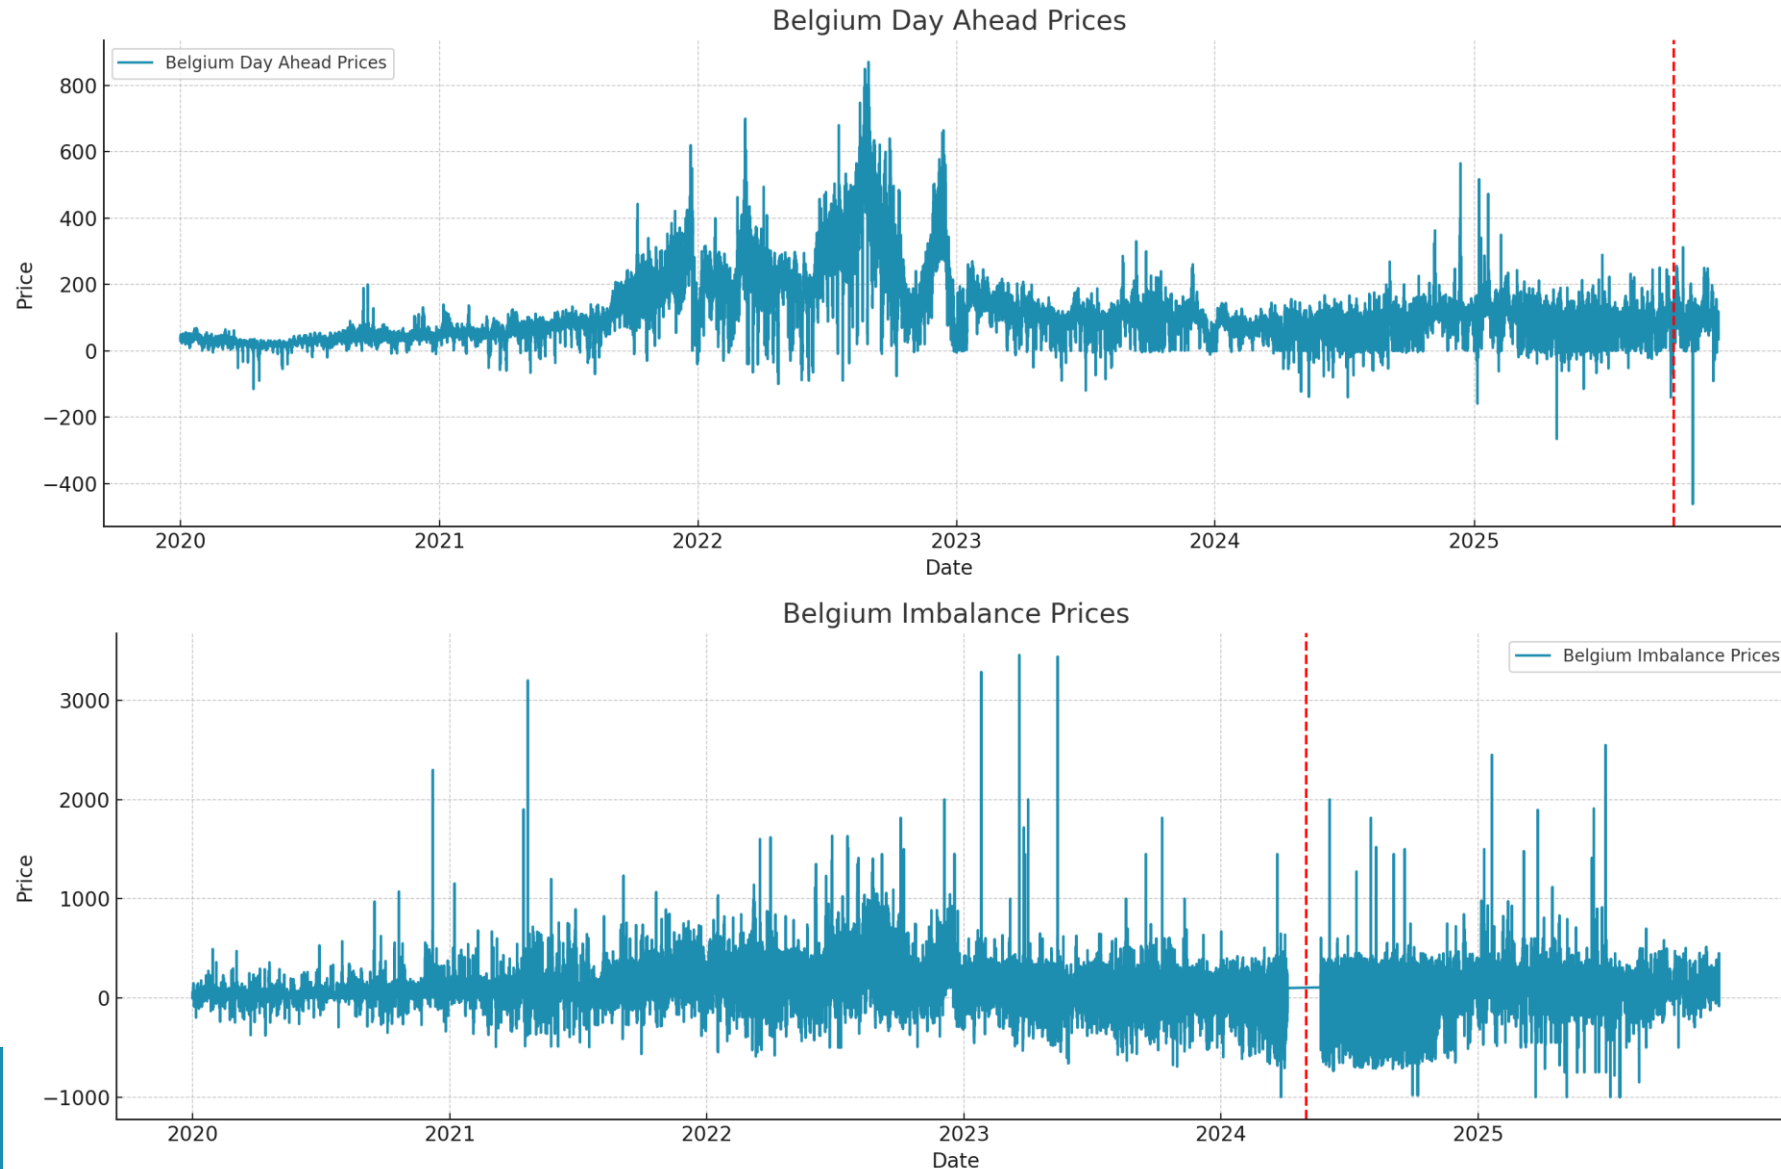 Belgium Day Ahead Prices
Belgium Day Ahead Prices
800
600
400
200
0
−200
−400
Price
2020 2021 2022 2023 2024 2025
Date
Belgium Imbalance Prices
Belgium Imbalance Prices
3000
2000
1000
0
−1000
Price
2020 2021 2022 2023 2024 2025
Date